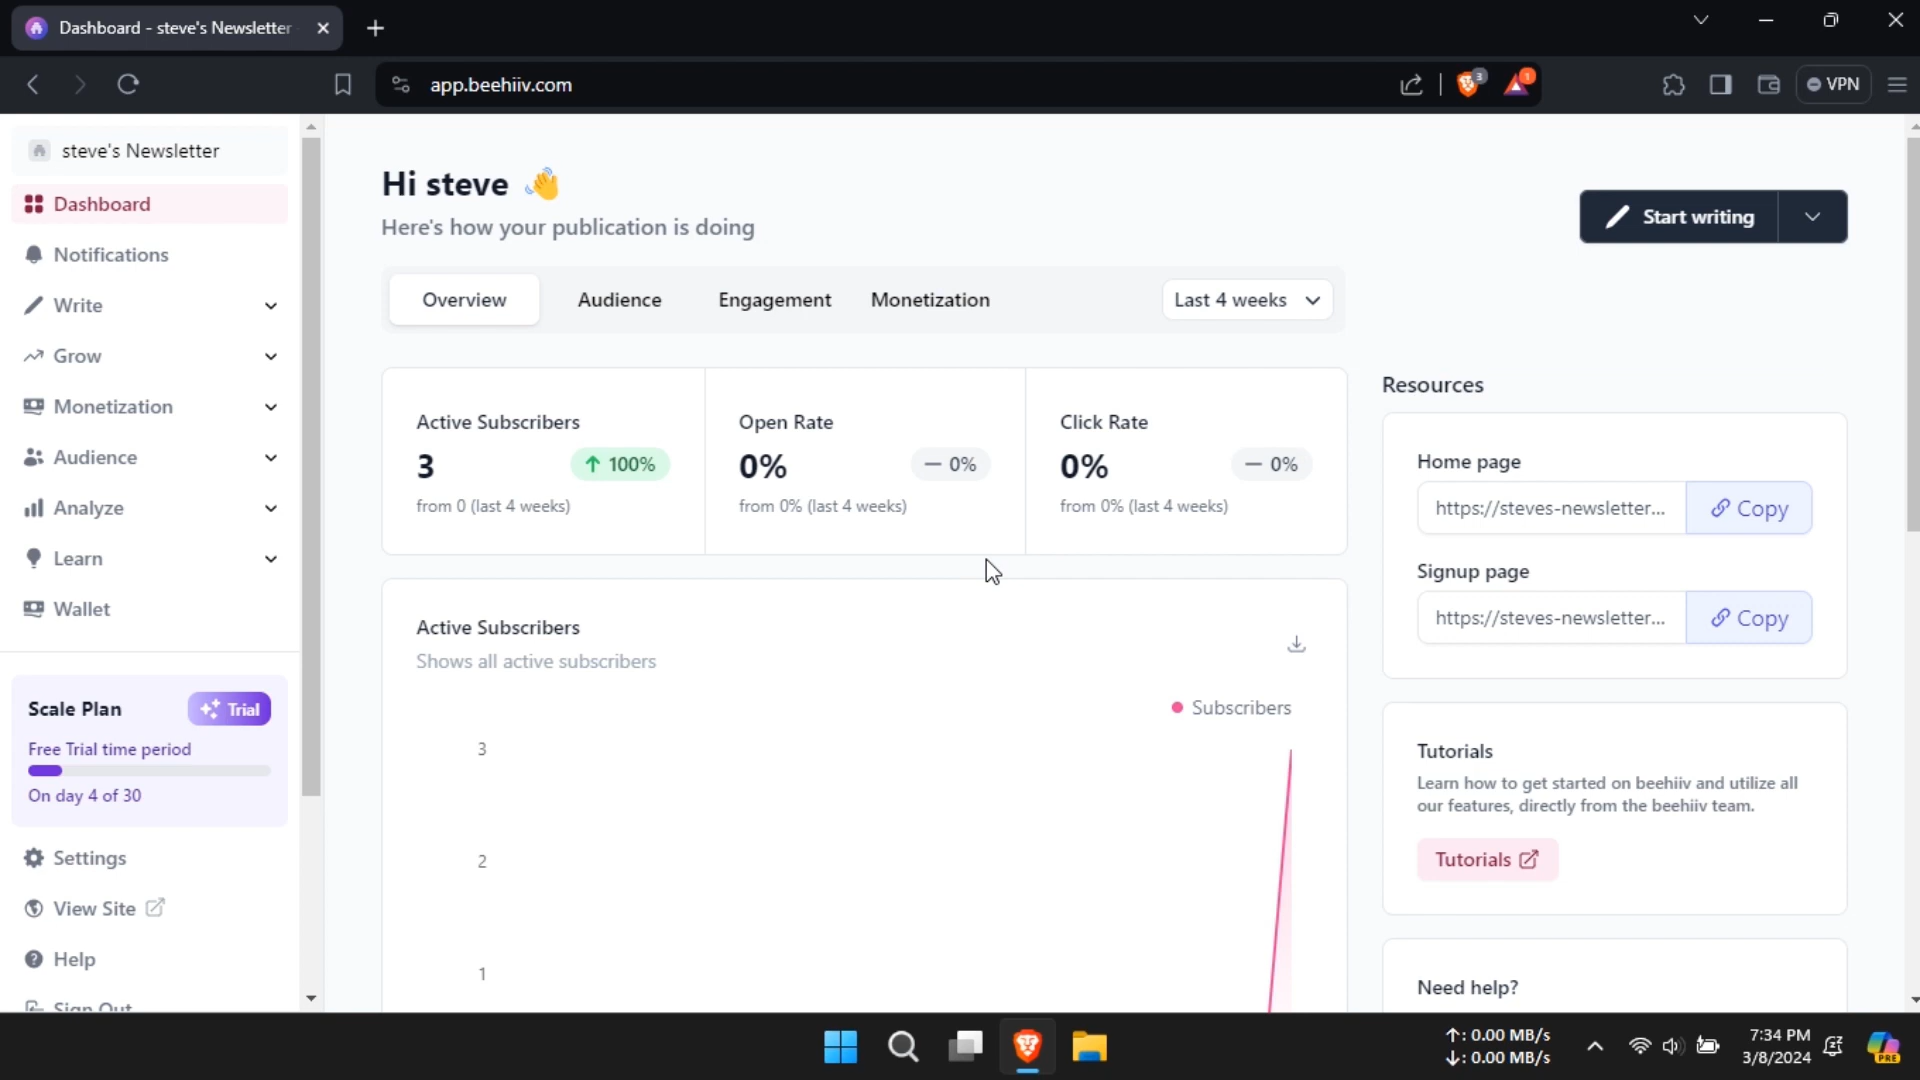 Dashboard - steve's Newsletter
app.beehiiv.com
3
1
VPN
steve's Newsletter
Dashboard
Notifications
Write
Grow
Monetization
Audience
Analyze
Learn
Wallet
Scale Plan
Trial
Free Trial time period
On day 4 of 30
Settings
View Site
Help
Sign Out
Hi steve 👋
Here's how your publication is doing
Start writing
Overview
Audience
Engagement
Monetization
Last 4 weeks
Active Subscribers
3
↑ 100%
from 0 (last 4 weeks)
Open Rate
0%
— 0%
from 0% (last 4 weeks)
Click Rate
0%
— 0%
from 0% (last 4 weeks)
Active Subscribers
Shows all active subscribers
Subscribers
3
2
1
Resources
Home page
https://steves-newsletter...
Copy
Signup page
https://steves-newsletter...
Copy
Tutorials
Learn how to get started on beehiiv and utilize all
our features, directly from the beehiiv team.
Tutorials
Need help?
↑: 0.00 MB/s
↓: 0.00 MB/s
7:34 PM
3/8/2024
PRE